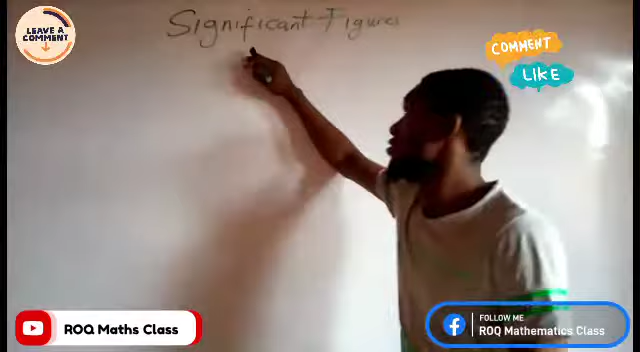 LEAVE A
COMMENT
Significant Figures
COMMENT
LIKE
ROQ Maths Class
FOLLOW ME
ROQ Mathematics Class